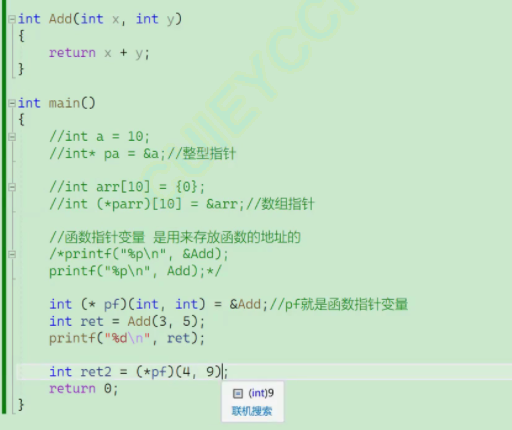 int Add(int x, int y)
{
    return x + y;
}
int main()
{
    //int a = 10;
    //int* pa = &a;//整型指针
    //int arr[10] = {0};
    //int (*parr)[10] = &arr;//数组指针
    //函数指针变量 是用来存放函数的地址的
    /*printf("%p\n", &Add);
    printf("%p\n", Add);*/
    int (* pf)(int, int) = &Add;//pf就是函数指针变量
    int ret = Add(3, 5);
    printf("%d\n", ret);
    int ret2 = (*pf)(4, 9);
    return 0;
(int)9
联机搜索
}